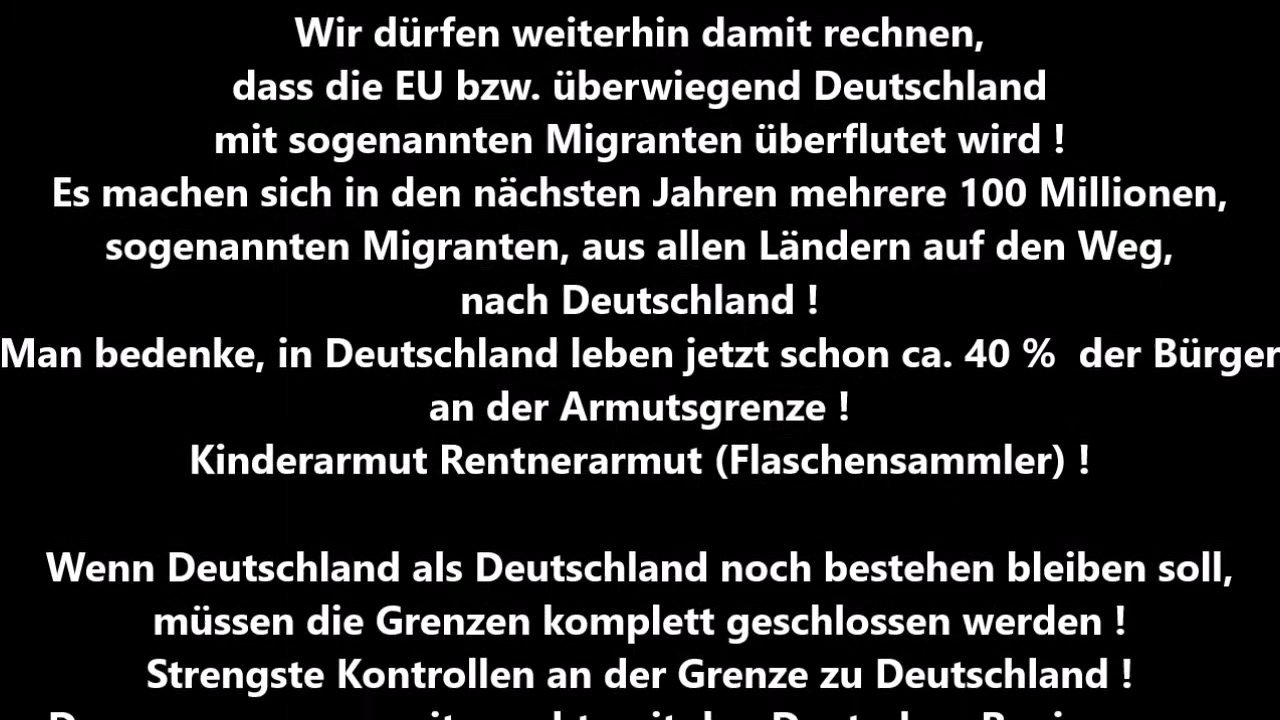 Wir dürfen weiterhin damit rechnen,
dass die EU bzw. überwiegend Deutschland
mit sogenannten Migranten überflutet wird !
Es machen sich in den nächsten Jahren mehrere 100 Millionen,
sogenannten Migranten, aus allen Ländern auf den Weg,
nach Deutschland !
Man bedenke, in Deutschland leben jetzt schon ca. 40 %  der Bürger
an der Armutsgrenze !
Kinderarmut Rentnerarmut (Flaschensammler) !
Wenn Deutschland als Deutschland noch bestehen bleiben soll,
müssen die Grenzen komplett geschlossen werden !
Strengste Kontrollen an der Grenze zu Deutschland !